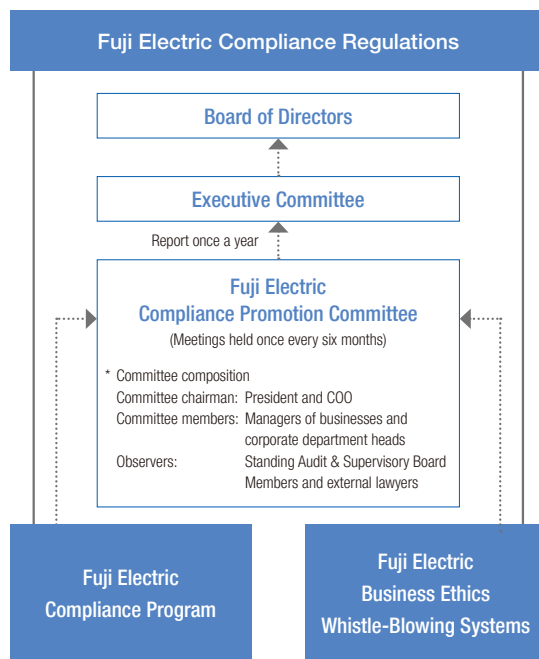 Fuji Electric Compliance Regulations
Board of Directors
Executive Committee
Report once a year
Fuji Electric
Compliance Promotion Committee
(Meetings held once every six months)
* Committee composition
Committee chairman: President and COO
Committee members: Managers of businesses and
corporate department heads
Observers: Standing Audit & Supervisory Board
Members and external lawyers
Fuji Electric
Compliance Program
Fuji Electric
Business Ethics
Whistle-Blowing Systems